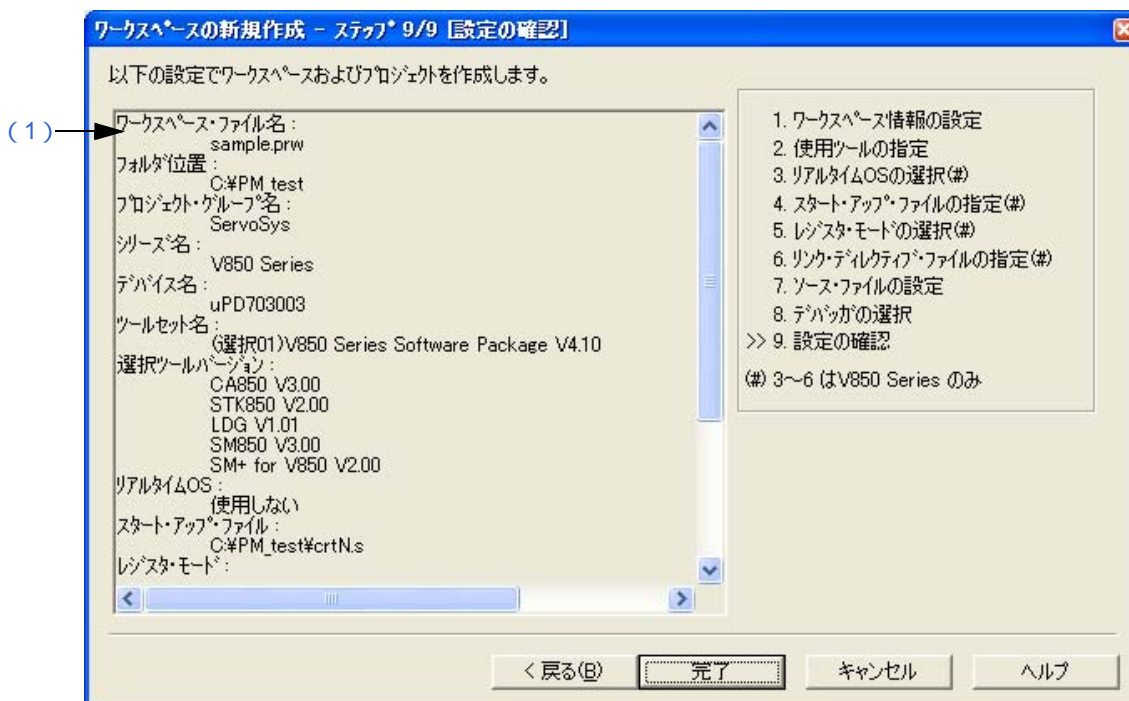 ワークスペースの新規作成 - ステップ 9/9 [設定の確認]
以下の設定でワークスペースおよびプロジェクトを作成します。
(1)
ワークスペース・ファイル名 :
sample.prw
フォルダ位置 :
C:¥PM_test
プロジェクト・グループ名 :
ServoSys
シリーズ名 :
V850 Series
デバイス名 :
uPD703003
ツールセット名 :
(選択01)V850 Series Software Package V4.10
選択ツールバージョン :
CA850 V3.00
STK850 V2.00
LDG V1.01
SM850 V3.00
SM+ for V850 V2.00
リアルタイムOS :
使用しない
スタート・アップ・ファイル :
C:¥PM_test¥crtN.s
レジスタ・モード :
1. ワークスペース情報の設定
2. 使用ツールの指定
3. リアルタイムOSの選択(#)
4. スタート・アップ・ファイルの指定(#)
5. レジスタ・モードの選択(#)
6. リンク・ディレクティブ・ファイルの指定(#)
7. ソース・ファイルの設定
8. デバッガの選択
>> 9. 設定の確認
(#) 3～6 はV850 Series のみ
< 戻る(B)
完了
キャンセル
ヘルプ